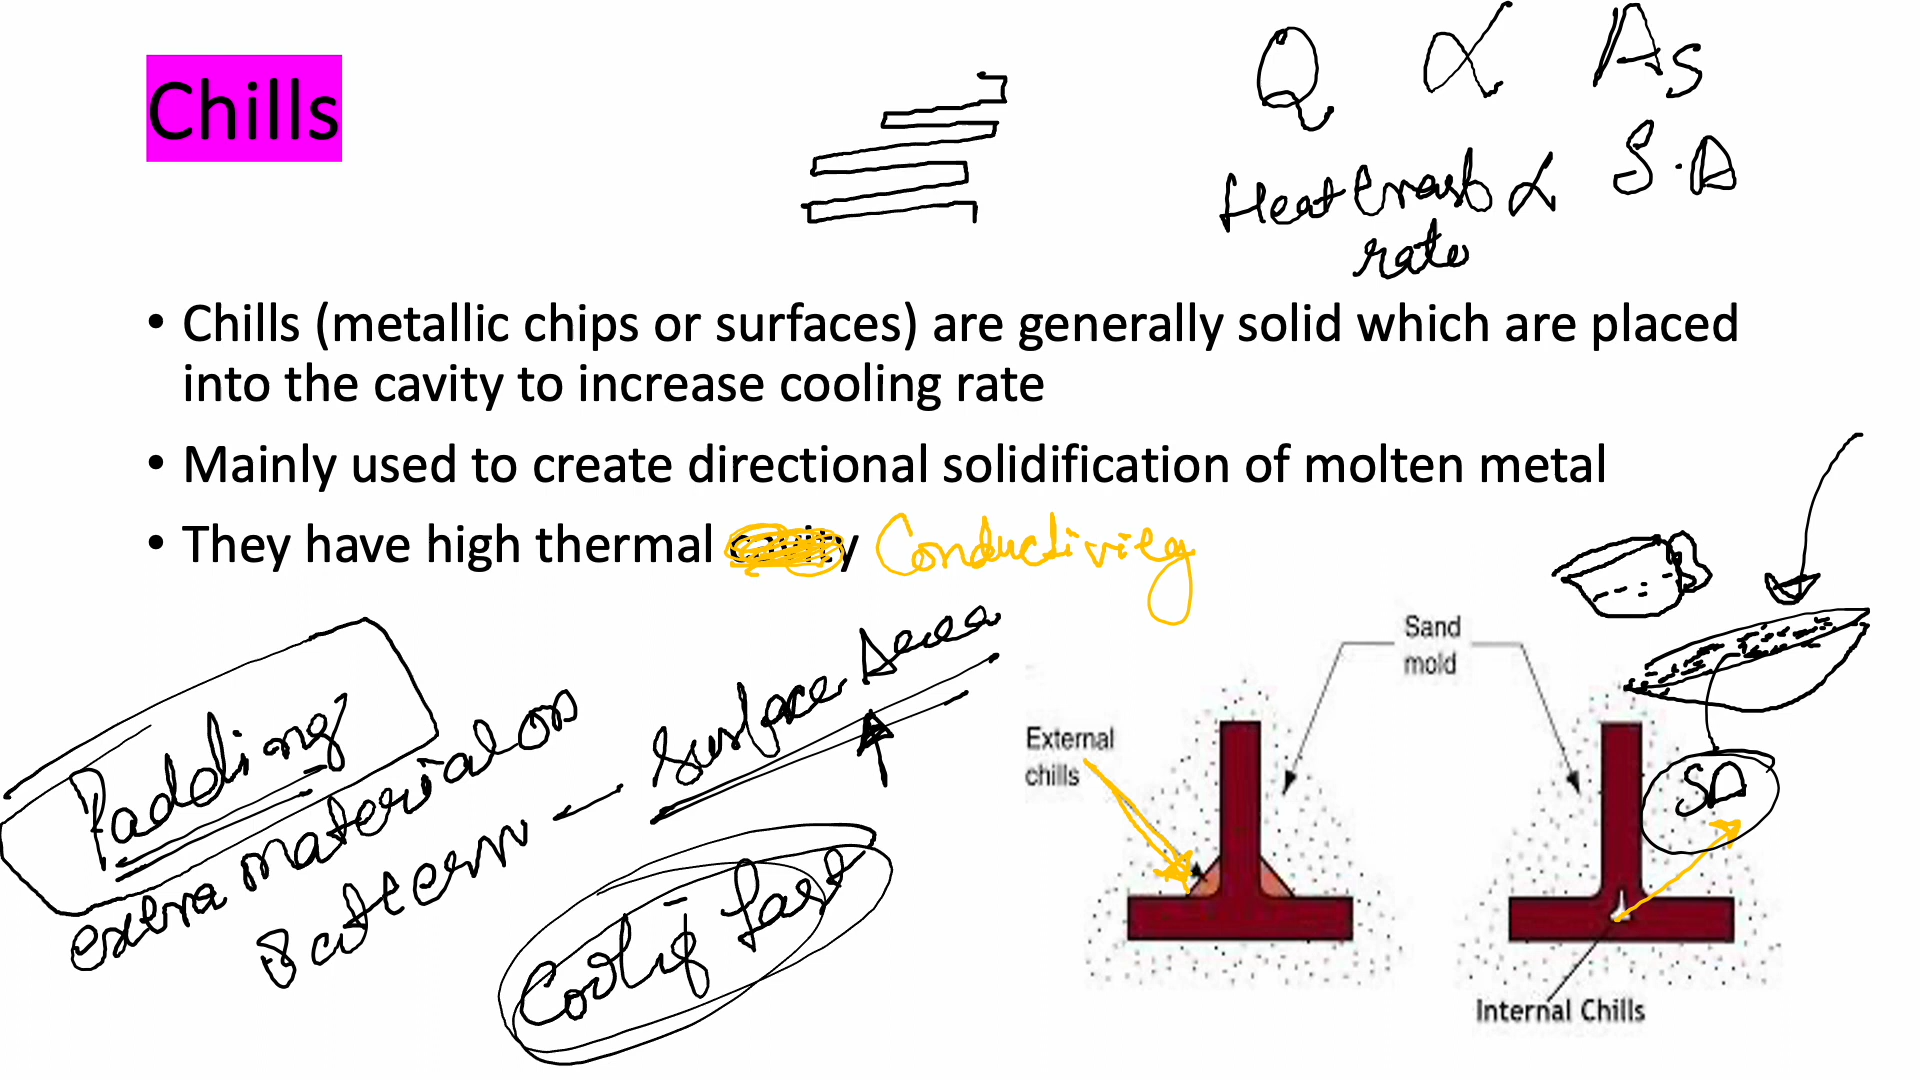 Chills
Q ∝ As
Heat ∝ S.A
rate
• Chills (metallic chips or surfaces) are generally solid which are placed
into the cavity to increase cooling rate
• Mainly used to create directional solidification of molten metal
• They have high thermal Conductivity
Padding
extra material on
pattern — Surface Area
Cooling fast
Sand
mold
External
chills
SA
Internal Chills